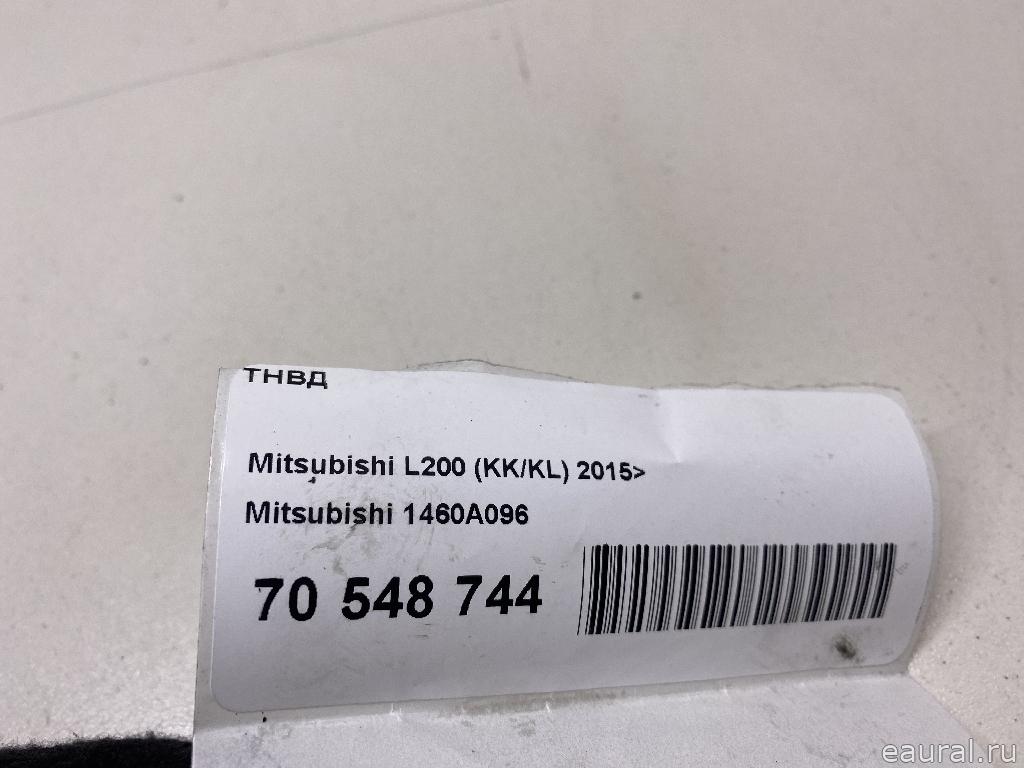 ТНВД
Mitsubishi L200 (KK/KL) 2015>
Mitsubishi 1460A096
70 548 744
eaural.ru